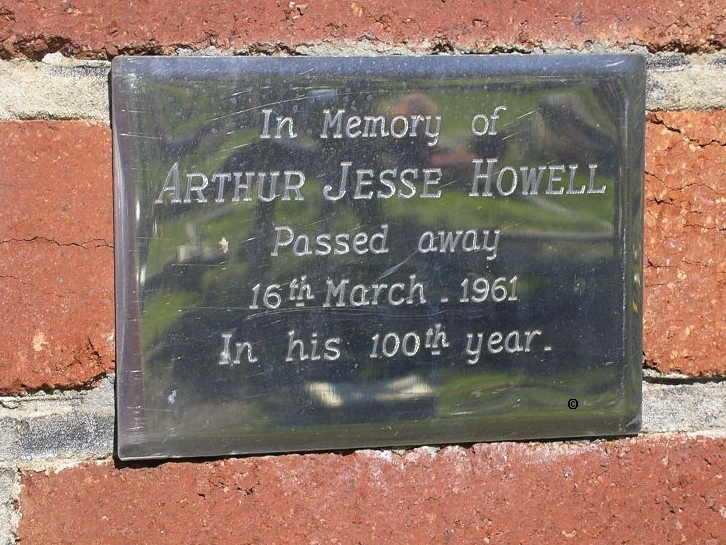 In Memory of
ARTHUR JESSE HOWELL
Passed away
16th March . 1961
In his 100th year.
©